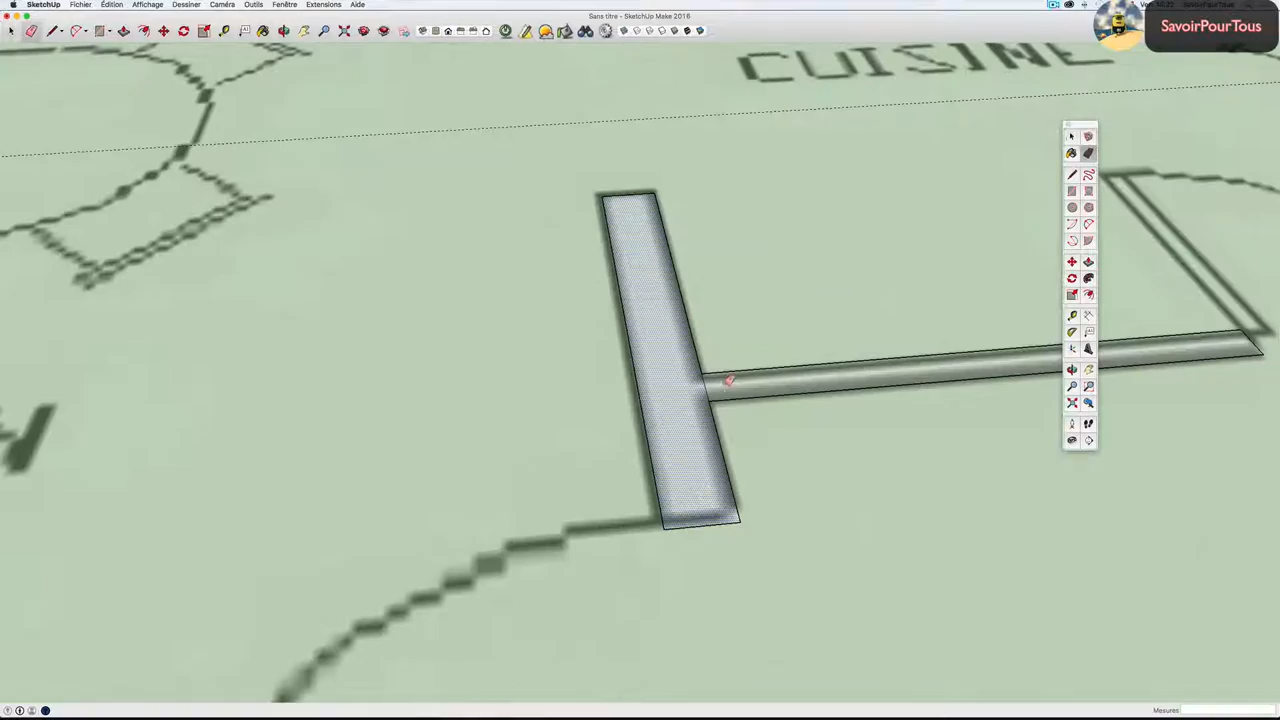 SketchUp Fichier Édition Affichage Dessiner Caméra Outils Fenêtre Extensions Aide
Sans titre - SketchUp Make 2016
SavoirPourTous
CUISINE
Mesures